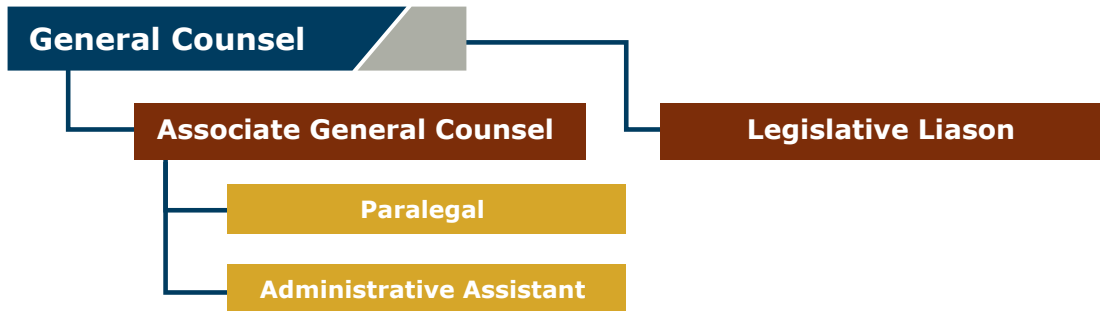 General Counsel
Associate General Counsel
Legislative Liason
Paralegal
Administrative Assistant